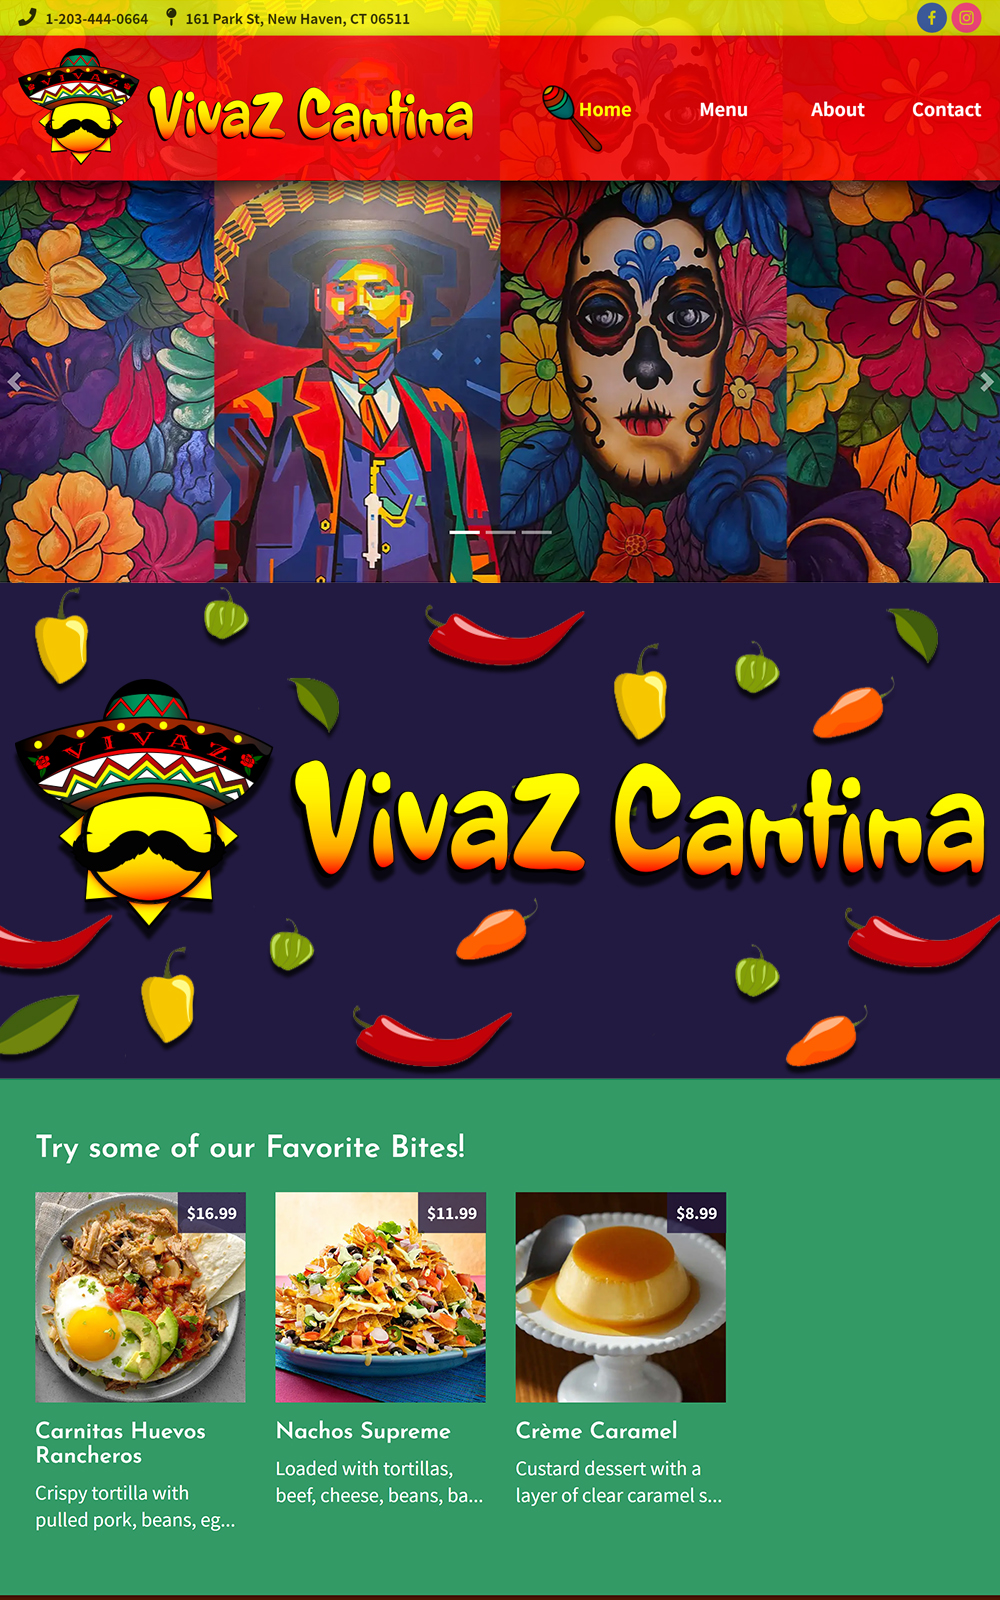 1-203-444-0664 161 Park St, New Haven, CT 06511
VIVAZ
VivaZ Cantina
Home Menu About Contact
VIVAZ
VivaZ Cantina
Try some of our Favorite Bites!
$16.99
$11.99
$8.99
Carnitas Huevos
Rancheros
Crispy tortilla with
pulled pork, beans, eg...
Nachos Supreme
Loaded with tortillas,
beef, cheese, beans, ba...
Crème Caramel
Custard dessert with a
layer of clear caramel s...